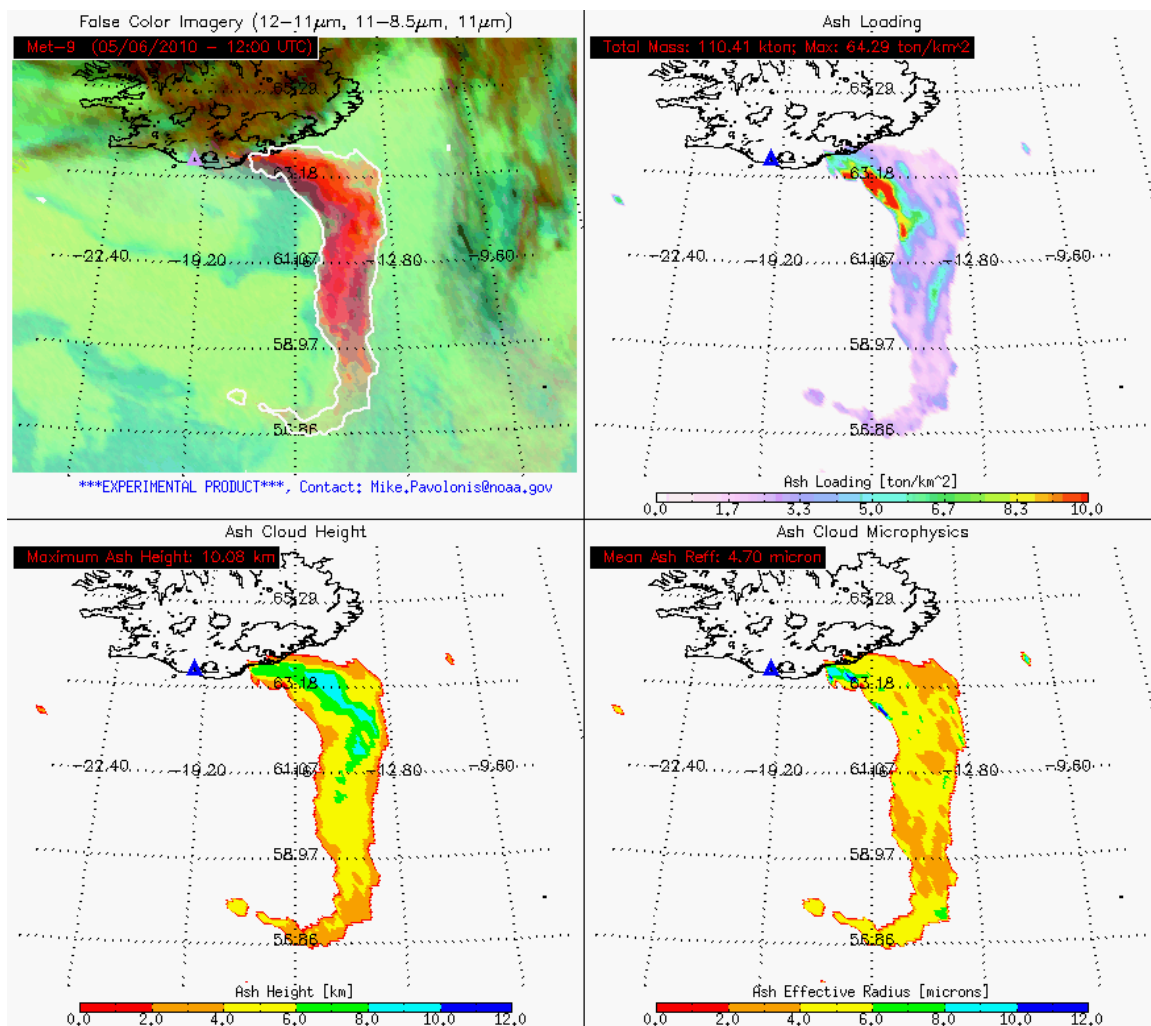 False Color Imagery (12−11μm, 11−8.5μm, 11μm)
Met−9 (05/06/2010 − 12:00 UTC)
63.18
−22.40 −19.20 61.07 −12.80 −9.60
58.97
56.86
***EXPERIMENTAL PRODUCT***, Contact: Mike.Pavolonis@noaa.gov
Ash Loading
Total Mass: 110.41 kton; Max: 64.29 ton/km^2
65.29
63.18
−22.40 −19.20 61.07 −12.80 −9.60
58.97
56.86
Ash Loading [ton/km^2]
0.0 1.7 3.3 5.0 6.7 8.3 10.0
Ash Cloud Height
Maximum Ash Height: 10.08 km
65.29
63.18
−22.40 −19.20 61.07 −12.80 −9.60
58.97
56.86
Ash Height [km]
0.0 2.0 4.0 6.0 8.0 10.0 12.0
Ash Cloud Microphysics
Mean Ash Reff: 4.70 micron
65.29
63.18
−22.40 −19.20 61.07 −12.80 −9.60
58.97
56.86
Ash Effective Radius [microns]
0.0 2.0 4.0 6.0 8.0 10.0 12.0